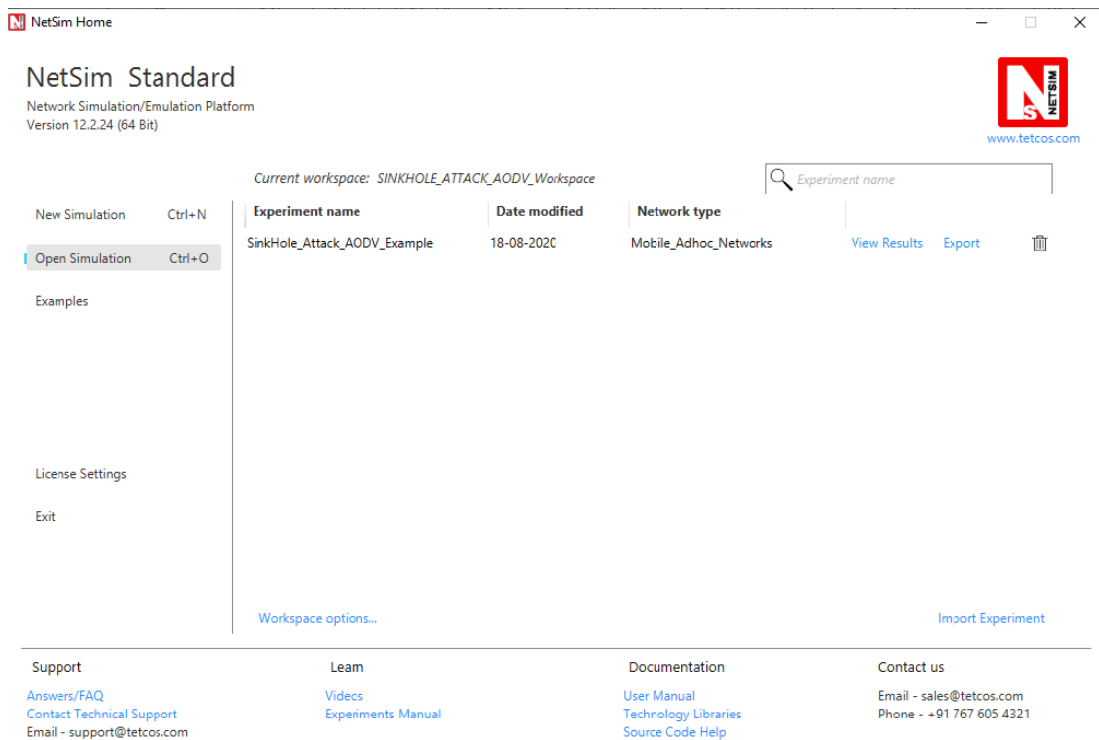 NetSim Home
NetSim Standard
Network Simulation/Emulation Platform
Version 12.2.24 (64 Bit)
NETSIM
www.tetcos.com
Current workspace: SINKHOLE_ATTACK_AODV_Workspace
Experiment name
New Simulation Ctrl+N
Open Simulation Ctrl+O
Examples
License Settings
Exit
Experiment name Date modified Network type
SinkHole_Attack_AODV_Example 18-08-2020 Mobile_Adhoc_Networks View Results Export
Workspace options... Import Experiment
Support
Answers/FAQ
Contact Technical Support
Email - support@tetcos.com
Learn
Videos
Experiments Manual
Documentation
User Manual
Technology Libraries
Source Code Help
Contact us
Email - sales@tetcos.com
Phone - +91 767 605 4321